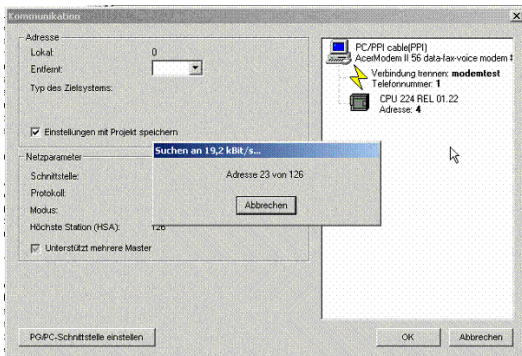 Kommunikation
Adresse
Lokal: 0
Entfernt:
Typ des Zielsystems:
Einstellungen mit Projekt speichern
Netzparameter
Schnittstelle:
Protokoll:
Modus:
Höchste Station (HSA): 126
Unterstützt mehrere Master
PG/PC-Schnittstelle einstellen
Suchen an 19,2 kBit/s...
Adresse 23 von 126
Abbrechen
PC/PPI cable(PPI)
AcerModem II 56 data-fax-voice modem
Verbindung trennen: modemtest
Telefonnummer: 1
CPU 224 REL 01.22
Adresse: 4
OK
Abbrechen